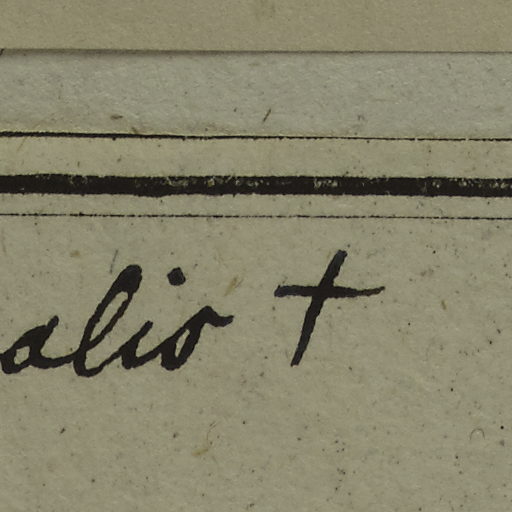 alio †